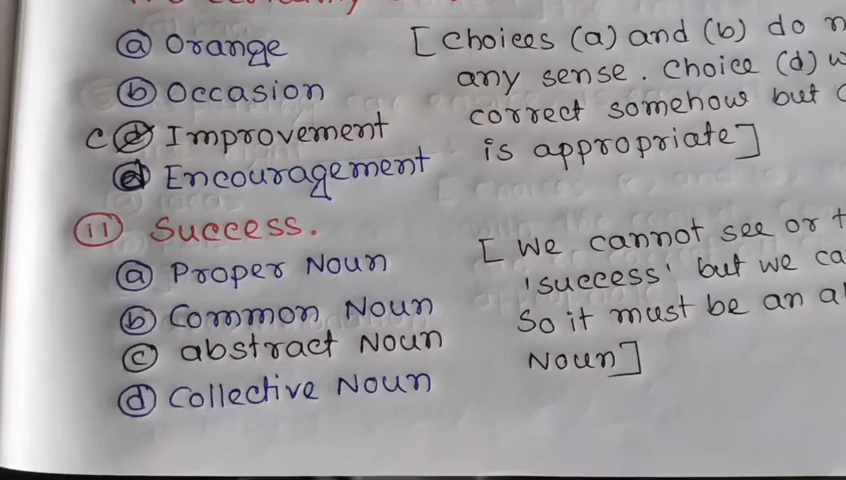 ⓐ Orange
ⓑ Occasion
C ⓓ Improvement
ⓓ Encouragement
[Choices (a) and (b) do
any sense. Choice (d)
correct somehow but
is appropriate]
⑪ Success.
ⓐ Proper Noun
ⓑ Common Noun
ⓒ abstract Noun
ⓓ Collective Noun
[We cannot see or
'success' but we
So it must be an
Noun]